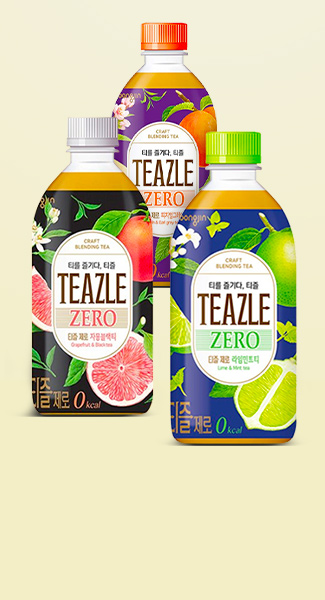 CRAFT
BLENDING TEA
티를 즐기다, 티즐
TEAZLE
ZERO
kcal
CRAFT
BLENDING TEA
티를 즐기다, 티즐
TEAZLE
ZERO
티즐 제로 자몽블랙티
Grapefruit & Black tea
티즐 제로 0 kcal
CRAFT
BLENDING TEA
티를 즐기다, 티즐
TEAZLE
ZERO
티즐 제로 라임민트티
Lime & Mint tea
티즐 제로 0 kcal